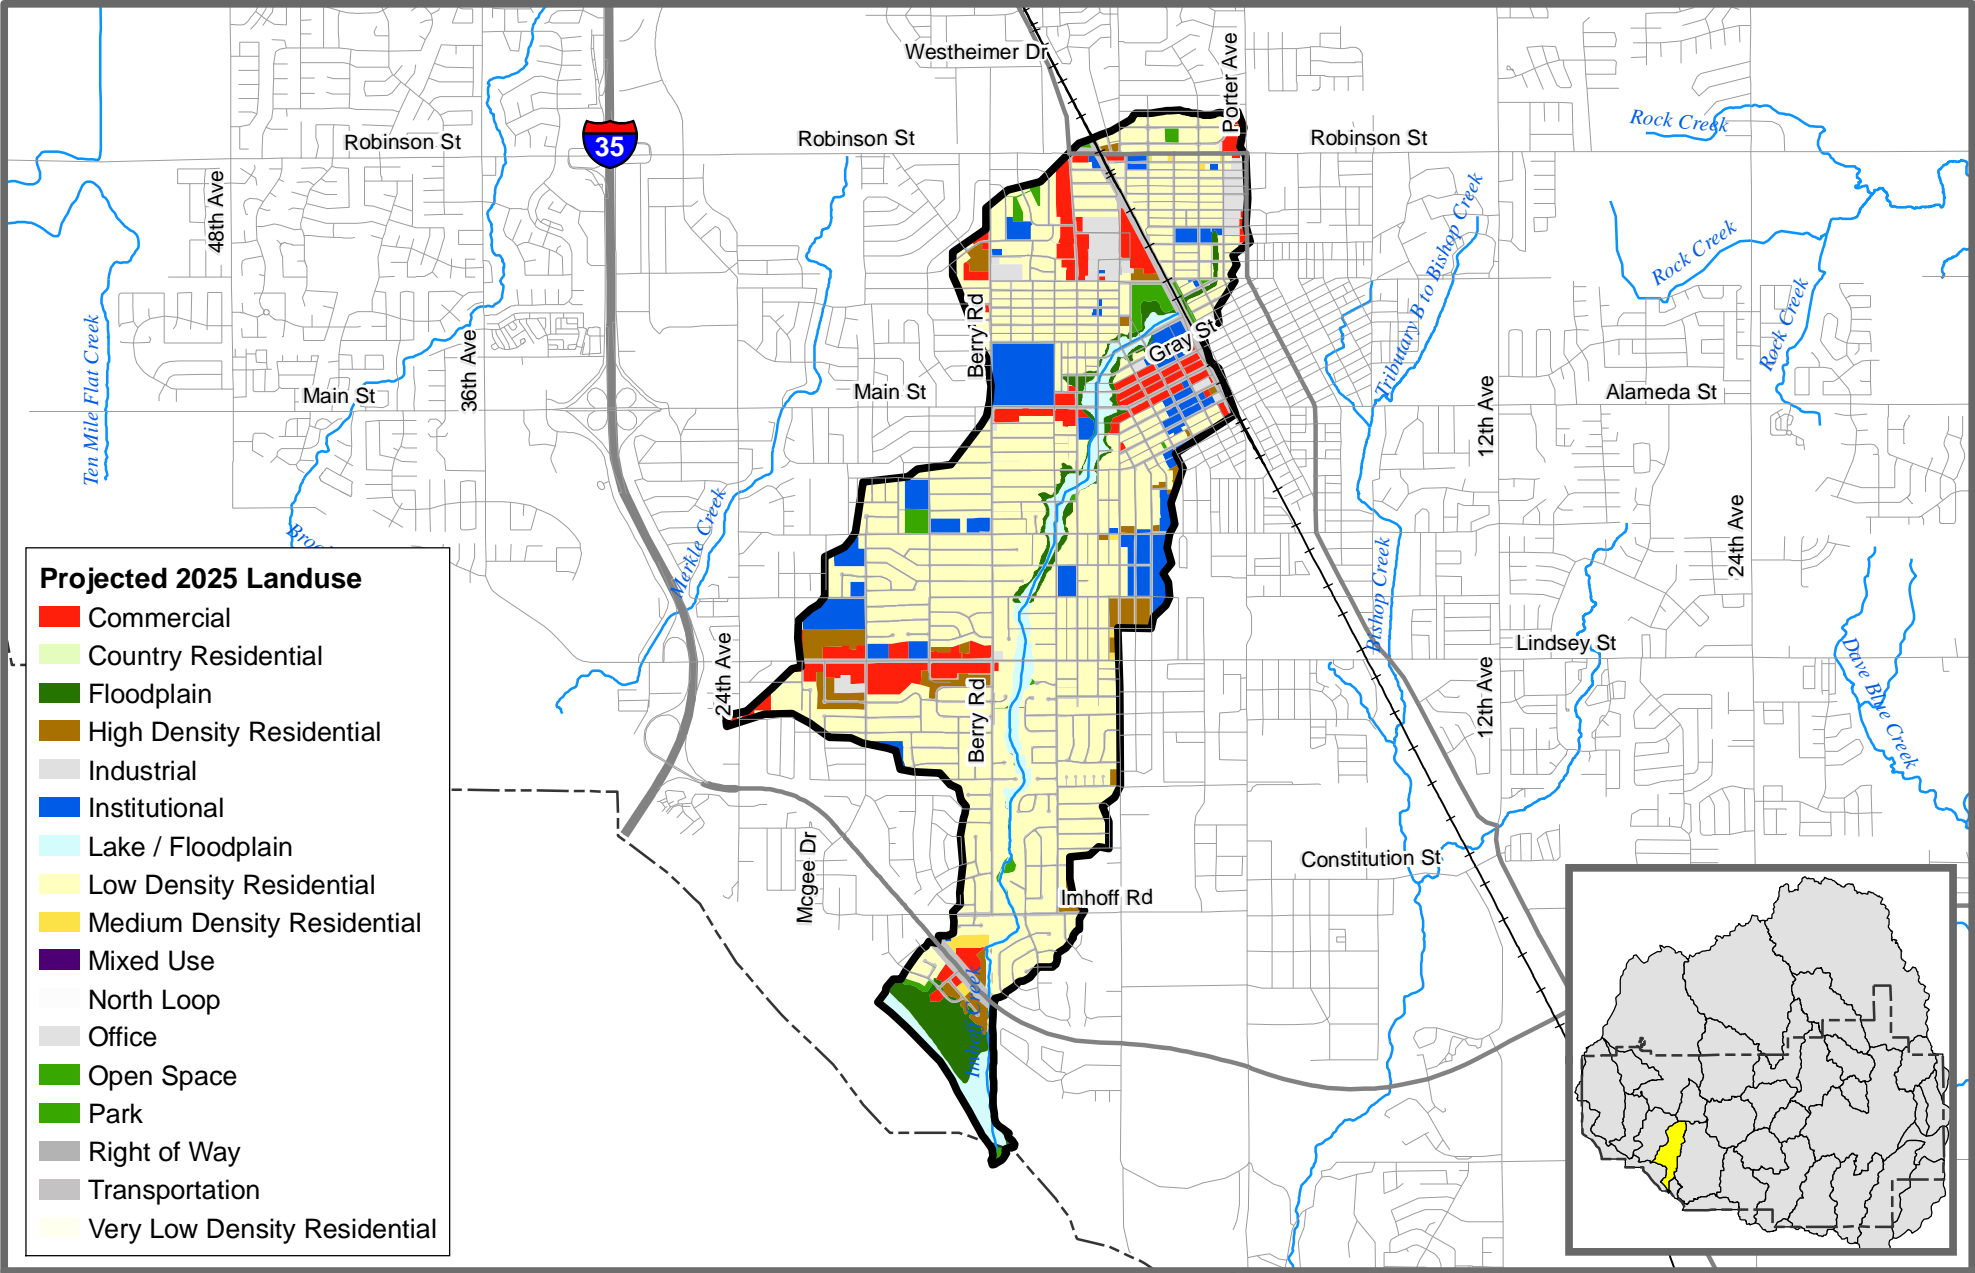 Westheimer Dr
Porter Ave
Robinson St
35
Robinson St
Robinson St
Rock Creek
48th Ave
Tributary B to Bishop Creek
Rock Creek
Rock Creek
Ten Mile Flat Creek
36th Ave
Berry Rd
Gray St
Main St
Main St
12th Ave
Alameda St
Merkle Creek
24th Ave
Bishop Creek
Projected 2025 Landuse
Commercial
Country Residential
Floodplain
High Density Residential
Industrial
Institutional
Lake / Floodplain
Low Density Residential
Medium Density Residential
Mixed Use
North Loop
Office
Open Space
Park
Right of Way
Transportation
Very Low Density Residential
24th Ave
Berry Rd
Lindsey St
12th Ave
Dave Blue Creek
Mcgee Dr
Constitution St
Imhoff Rd
Imhoff Creek